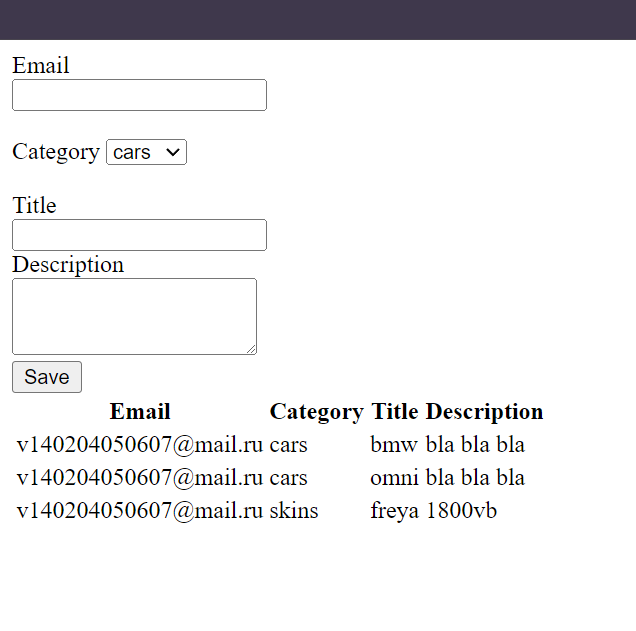 Email
Category cars
Title
Description
Save
Email Category Title Description
v140204050607@mail.ru cars bmw bla bla bla
v140204050607@mail.ru cars omni bla bla bla
v140204050607@mail.ru skins freya 1800vb